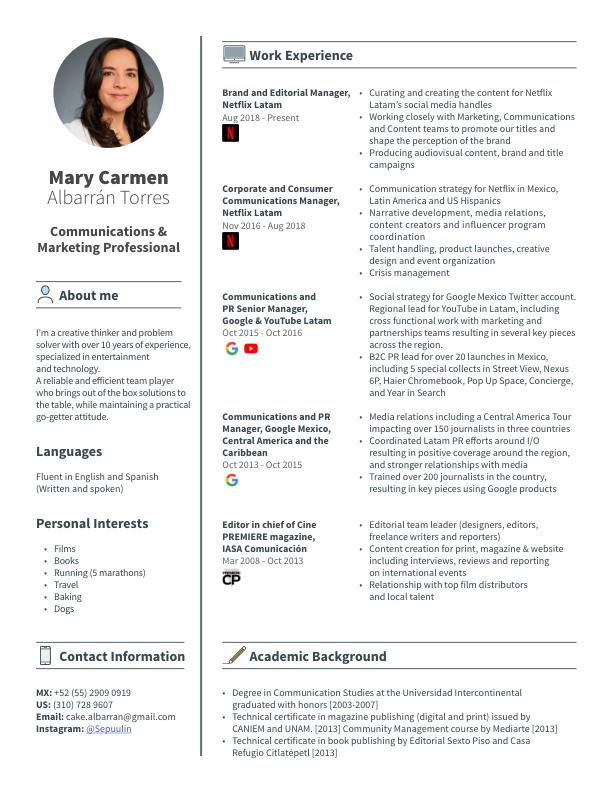 Mary Carmen
Albarrán Torres
Communications &
Marketing Professional
About me
I'm a creative thinker and problem
solver with over 10 years of experience,
specialized in entertainment
and technology.
A reliable and efficient team player
who brings out of the box solutions to
the table, while maintaining a practical
go-getter attitude.
Languages
Fluent in English and Spanish
(Written and spoken)
Personal Interests
• Films
• Books
• Running (5 marathons)
• Travel
• Baking
• Dogs
Contact Information
MX: +52 (55) 2909 0919
US: (310) 728 9607
Email: cake.albarran@gmail.com
Instagram: @Sepuulin
Work Experience
Brand and Editorial Manager,
Netflix Latam
Aug 2018 - Present
N
• Curating and creating the content for Netflix
Latam's social media handles
• Working closely with Marketing, Communications
and Content teams to promote our titles and
shape the perception of the brand
• Producing audiovisual content, brand and title
campaigns
Corporate and Consumer
Communications Manager,
Netflix Latam
Nov 2016 - Aug 2018
N
• Communication strategy for Netflix in Mexico,
Latin America and US Hispanics
• Narrative development, media relations,
content creators and influencer program
coordination
• Talent handling, product launches, creative
design and event organization
• Crisis management
Communications and
PR Senior Manager,
Google & YouTube Latam
Oct 2015 - Oct 2016
G
• Social strategy for Google Mexico Twitter account.
Regional lead for YouTube in Latam, including
cross functional work with marketing and
partnerships teams resulting in several key pieces
across the region.
• B2C PR lead for over 20 launches in Mexico,
including 5 special collects in Street View, Nexus
6P, Haier Chromebook, Pop Up Space, Concierge,
and Year in Search
Communications and PR
Manager, Google Mexico,
Central America and the
Caribbean
Oct 2013 - Oct 2015
G
• Media relations including a Central America Tour
impacting over 150 journalists in three countries
• Coordinated Latam PR efforts around I/O
resulting in positive coverage around the region,
and stronger relationships with media
• Trained over 200 journalists in the country,
resulting in key pieces using Google products
Editor in chief of Cine
PREMIERE magazine,
IASA Comunicación
Mar 2008 - Oct 2013
CP
• Editorial team leader (designers, editors,
freelance writers and reporters)
• Content creation for print, magazine & website
including interviews, reviews and reporting
on international events
• Relationship with top film distributors
and local talent
Academic Background
• Degree in Communication Studies at the Universidad Intercontinental
graduated with honors [2003-2007]
• Technical certificate in magazine publishing (digital and print) issued by
CANIEM and UNAM. [2013] Community Management course by Mediarte [2013]
• Technical certificate in book publishing by Editorial Sexto Piso and Casa
Refugio Citlatépetl [2013]